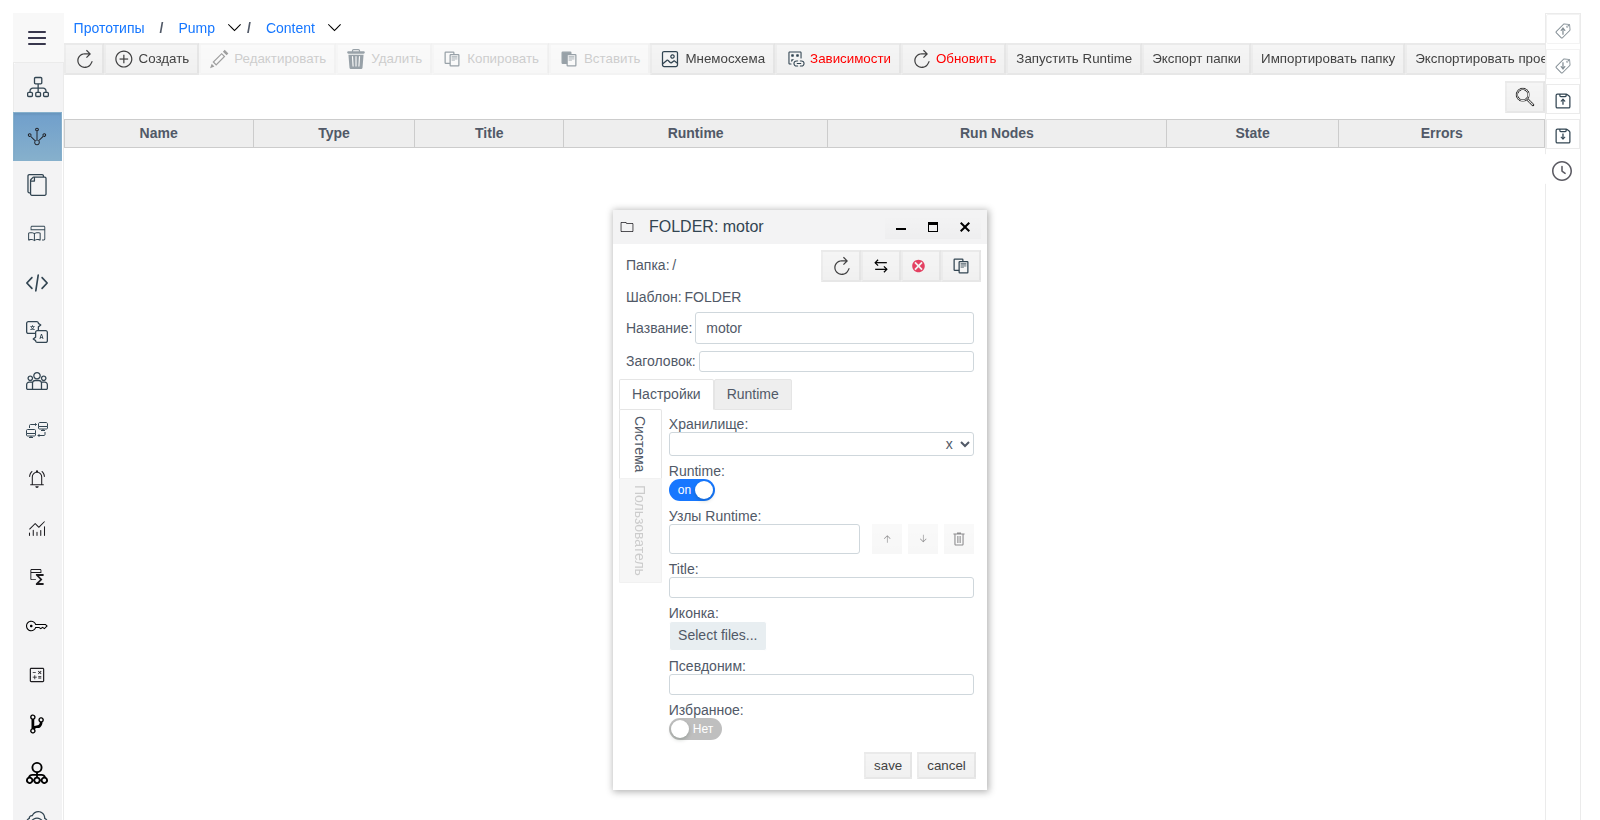 Прототипы / Pump / Content
Создать Редактировать Удалить Копировать Вставить Мнемосхема Зависимости Обновить Запустить Runtime Экспорт папки Импортировать папку Экспортировать прое
Name Type Title Runtime Run Nodes State Errors
FOLDER: motor
Папка: /
Шаблон: FOLDER
Название: motor
Заголовок:
Настройки Runtime
Система
Пользователь
Хранилище:
x
Runtime:
on
Узлы Runtime:
Title:
Иконка:
Select files...
Псевдоним:
Избранное:
Нет
save cancel